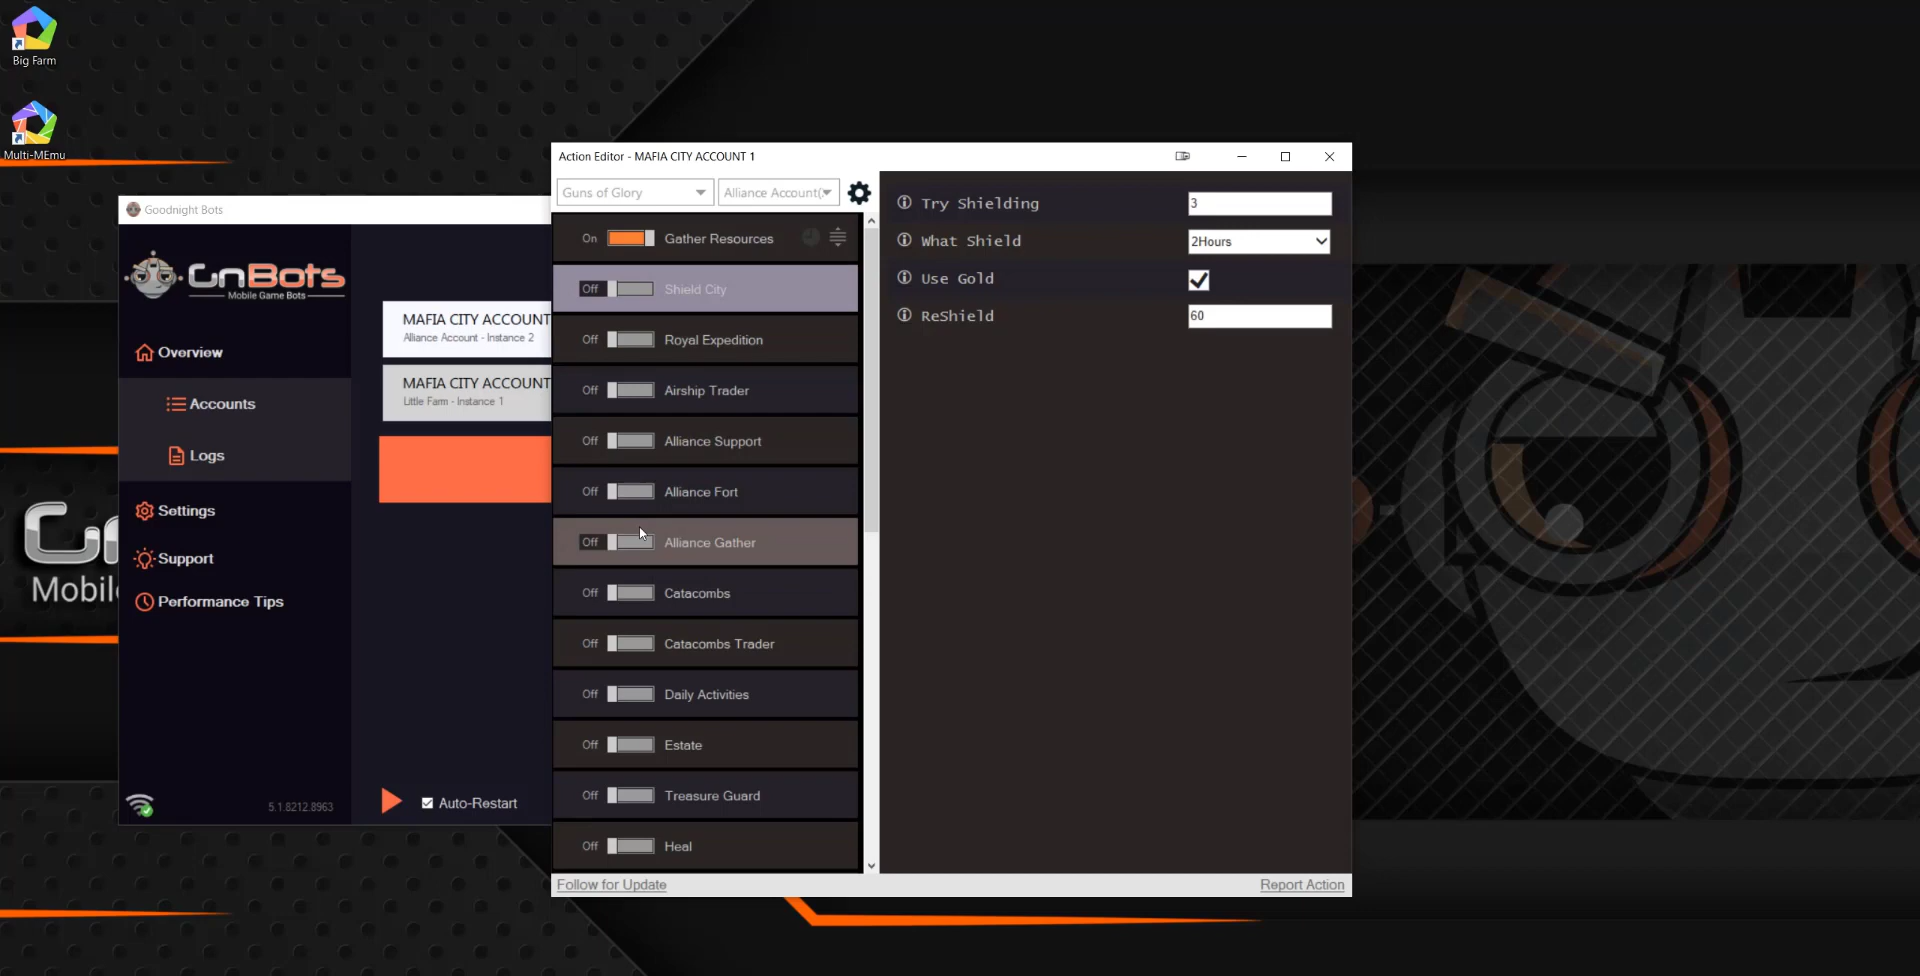 Big Farm
Multi-MEmu
Mobil
Goodnight Bots
GnBots
Mobile Game Bots
Overview
Accounts
Logs
Settings
Support
Performance Tips
5.1.8212.8963
MAFIA CITY ACCOUNT
Alliance Account - Instance 2
MAFIA CITY ACCOUNT
Little Farm - Instance 1
Auto-Restart
Action Editor - MAFIA CITY ACCOUNT 1
Guns of Glory
Alliance Account(
On Gather Resources
Off Shield City
Off Royal Expedition
Off Airship Trader
Off Alliance Support
Off Alliance Fort
Off Alliance Gather
Off Catacombs
Off Catacombs Trader
Off Daily Activities
Off Estate
Off Treasure Guard
Off Heal
Try Shielding 3
What Shield 2Hours
Use Gold
ReShield 60
Follow for Update
Report Action